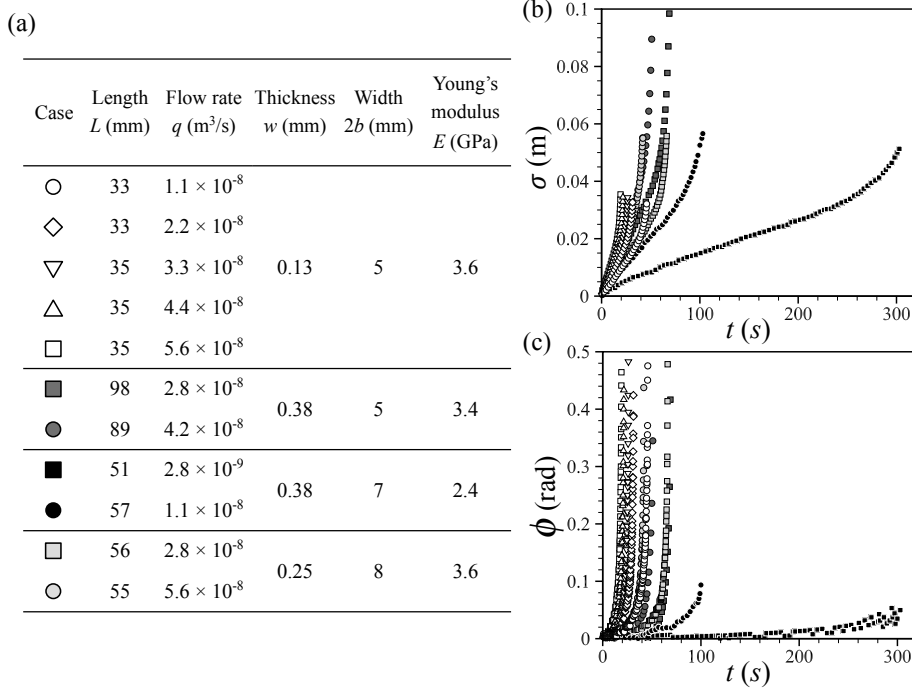 (a)
Case Length L (mm) Flow rate q (m³/s) Thickness w (mm) Width 2b (mm) Young's modulus E (GPa)
33 1.1 × 10⁻⁸
33 2.2 × 10⁻⁸
35 3.3 × 10⁻⁸ 0.13 5 3.6
35 4.4 × 10⁻⁸
35 5.6 × 10⁻⁸
98 2.8 × 10⁻⁸
0.38 5 3.4
89 4.2 × 10⁻⁸
51 2.8 × 10⁻⁹
0.38 7 2.4
57 1.1 × 10⁻⁸
56 2.8 × 10⁻⁸
0.25 8 3.6
55 5.6 × 10⁻⁸
(b)
0.1
0.08
0.06
0.04
0.02
0
σ (m)
0 100 200 300
t (s)
(c)
0.5
0.4
0.3
0.2
0.1
0
ϕ (rad)
0 100 200 300
t (s)